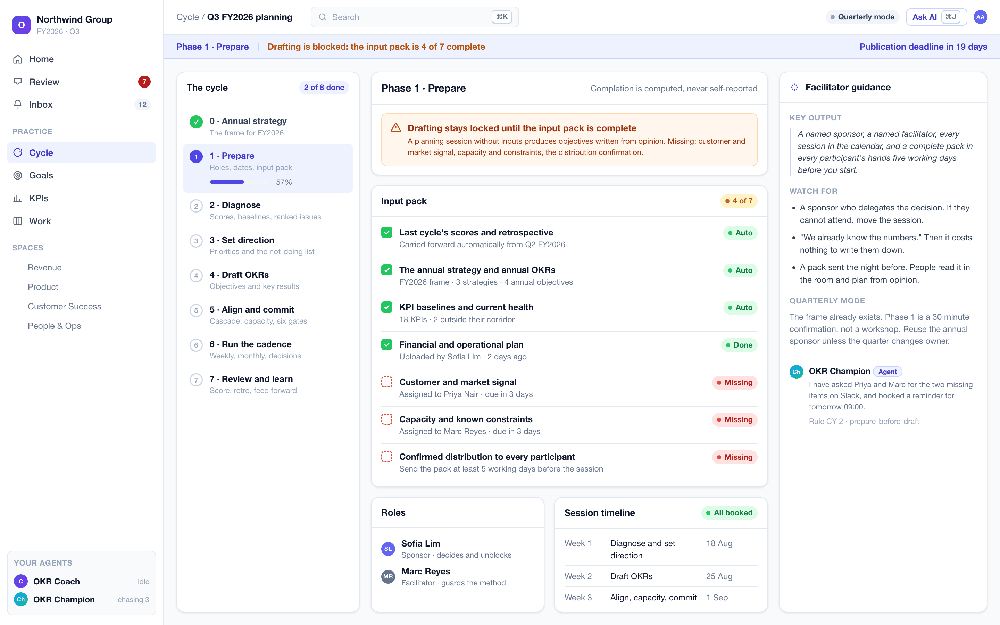 O
Northwind Group
FY2026 · Q3
Home
Review
7
Inbox
12
PRACTICE
Cycle
Goals
KPIs
Work
SPACES
Revenue
Product
Customer Success
People & Ops
YOUR AGENTS
C
OKR Coach
idle
Ch
OKR Champion
chasing 3
Cycle / Q3 FY2026 planning
Search
⌘K
Quarterly mode
Ask AI ⌘J
AA
Phase 1 · Prepare
Drafting is blocked: the input pack is 4 of 7 complete
Publication deadline in 19 days
The cycle
2 of 8 done
0 · Annual strategy
The frame for FY2026
1
1 · Prepare
Roles, dates, input pack
57%
2
2 · Diagnose
Scores, baselines, ranked issues
3
3 · Set direction
Priorities and the not-doing list
4
4 · Draft OKRs
Objectives and key results
5
5 · Align and commit
Cascade, capacity, six gates
6
6 · Run the cadence
Weekly, monthly, decisions
7
7 · Review and learn
Score, retro, feed forward
Phase 1 · Prepare
Completion is computed, never self-reported
Drafting stays locked until the input pack is complete
A planning session without inputs produces objectives written from opinion. Missing: customer and
market signal, capacity and constraints, the distribution confirmation.
Input pack
4 of 7
Last cycle's scores and retrospective
Auto
Carried forward automatically from Q2 FY2026
The annual strategy and annual OKRs
Auto
FY2026 frame · 3 strategies · 4 annual objectives
KPI baselines and current health
Auto
18 KPIs · 2 outside their corridor
Financial and operational plan
Done
Uploaded by Sofia Lim · 2 days ago
Customer and market signal
Missing
Assigned to Priya Nair · due in 3 days
Capacity and known constraints
Missing
Assigned to Marc Reyes · due in 3 days
Confirmed distribution to every participant
Missing
Send the pack at least 5 working days before the session
Roles
SL
Sofia Lim
Sponsor · decides and unblocks
MR
Marc Reyes
Facilitator · guards the method
Session timeline
All booked
Week 1
Diagnose and set
direction
18 Aug
Week 2
Draft OKRs
25 Aug
Week 3
Align, capacity, commit
1 Sep
Facilitator guidance
KEY OUTPUT
A named sponsor, a named facilitator, every
session in the calendar, and a complete pack in
every participant's hands five working days
before you start.
WATCH FOR
• A sponsor who delegates the decision. If they
cannot attend, move the session.
• "We already know the numbers." Then it costs
nothing to write them down.
• A pack sent the night before. People read it in
the room and plan from opinion.
QUARTERLY MODE
The frame already exists. Phase 1 is a 30 minute
confirmation, not a workshop. Reuse the annual
sponsor unless the quarter changes owner.
Ch
OKR Champion
Agent
I have asked Priya and Marc for the two missing
items on Slack, and booked a reminder for
tomorrow 09:00.
Rule CY-2 · prepare-before-draft